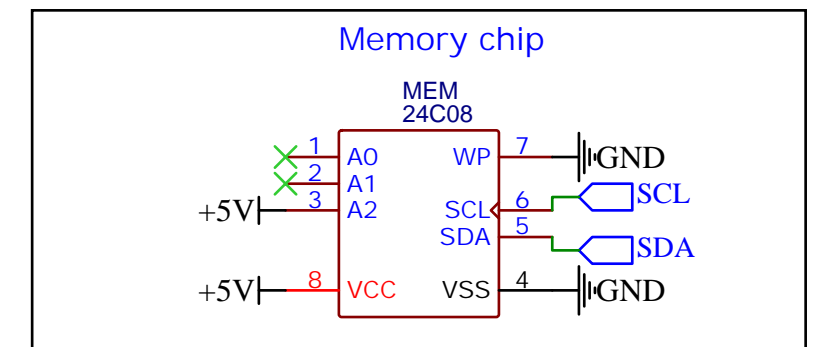 Memory chip
MEM
24C08
1 A0 WP 7 GND
2 A1
+5V 3 A2 SCL 6 SCL
SDA 5 SDA
+5V 8 VCC VSS 4 GND